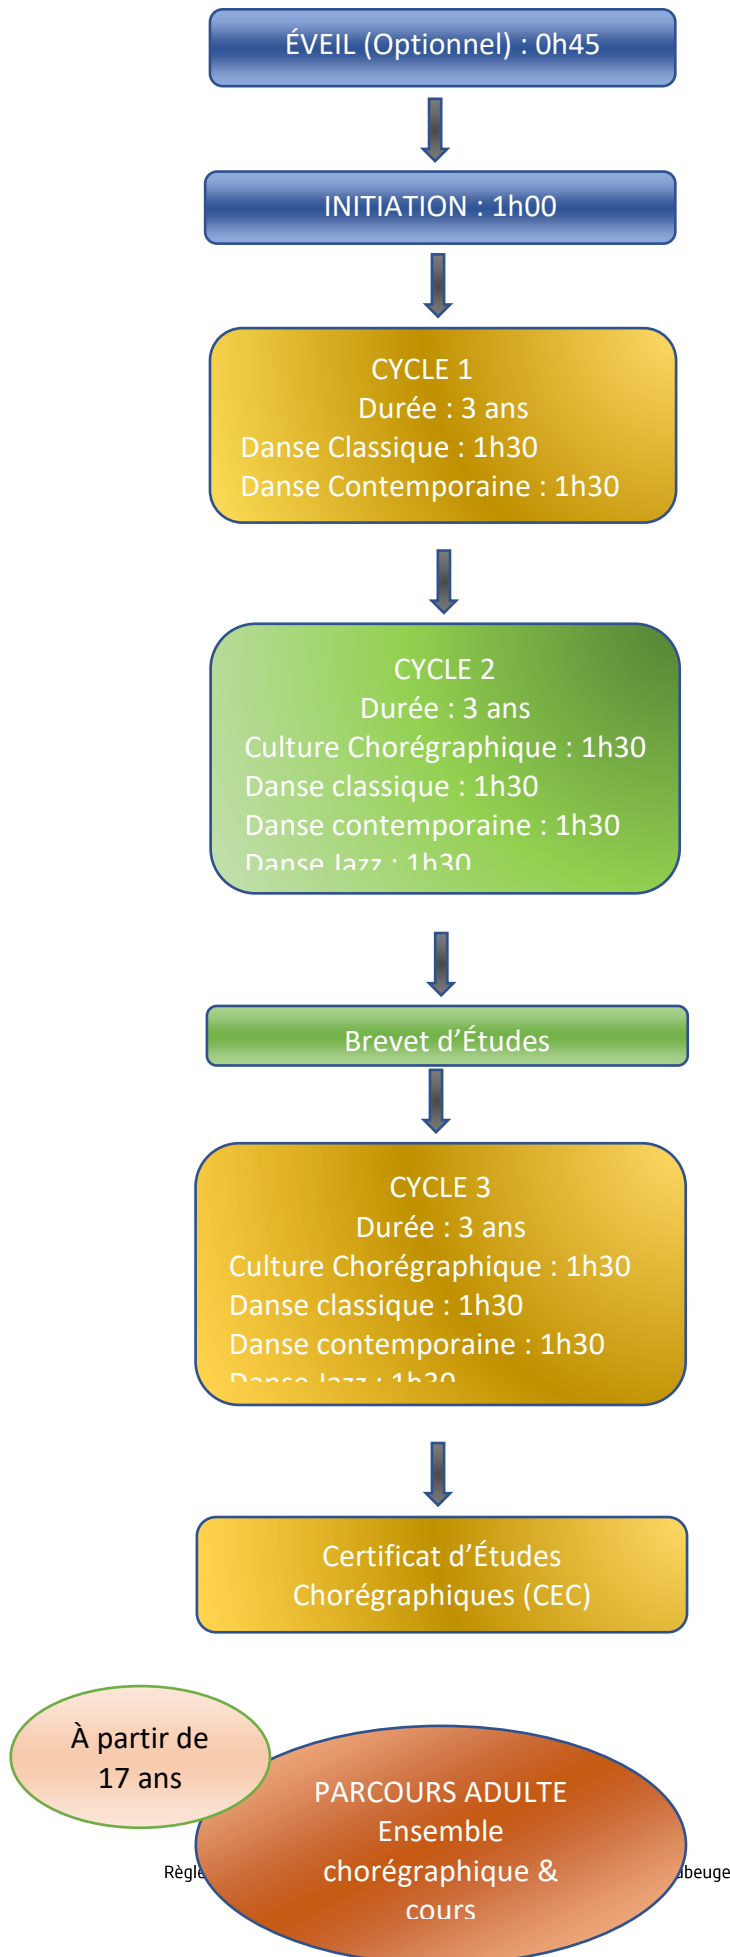 ÉVEIL (Optionnel) : 0h45
INITIATION : 1h00
CYCLE 1
Durée : 3 ans
Danse Classique : 1h30
Danse Contemporaine : 1h30
CYCLE 2
Durée : 3 ans
Culture Chorégraphique : 1h30
Danse classique : 1h30
Danse contemporaine : 1h30
Danse Jazz : 1h30
Brevet d’Études
CYCLE 3
Durée : 3 ans
Culture Chorégraphique : 1h30
Danse classique : 1h30
Danse contemporaine : 1h30
Danse Jazz : 1h30
Certificat d’Études
Chorégraphiques (CEC)
À partir de
17 ans
PARCOURS ADULTE
Ensemble
chorégraphique &
cours